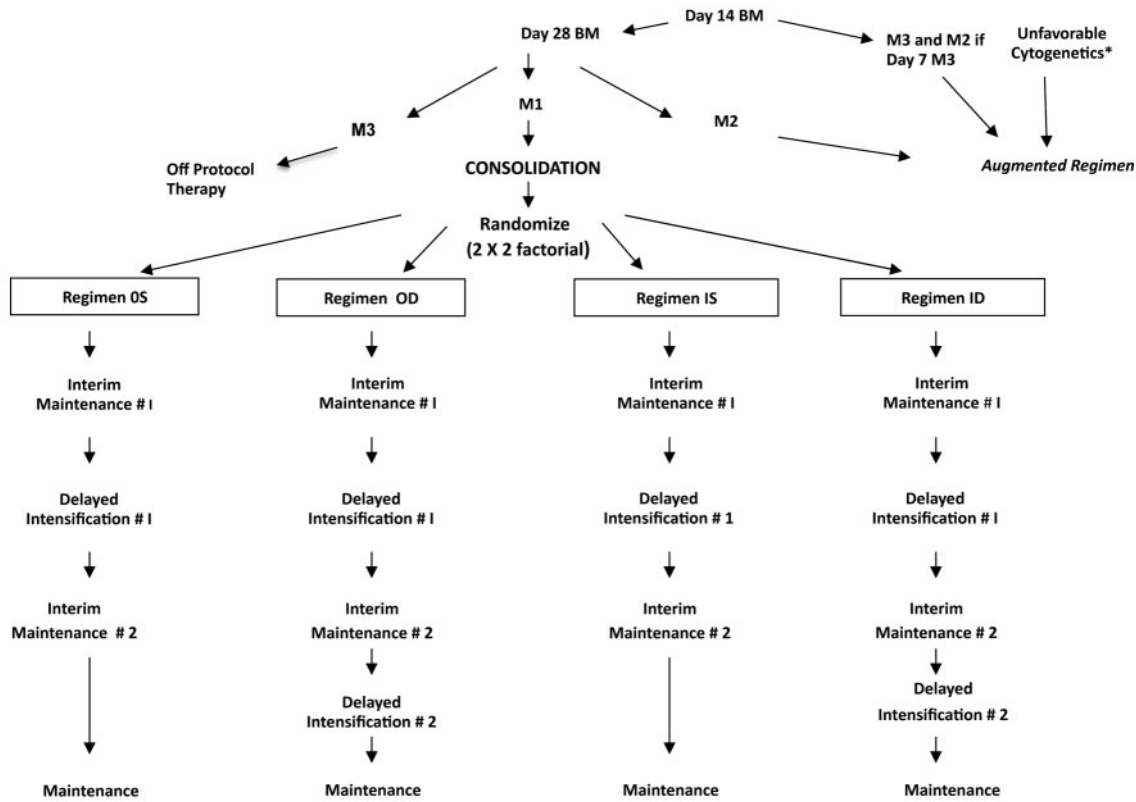 Day 14 BM
Day 28 BM
M3 and M2 if
Day 7 M3
Unfavorable
Cytogenetics*
M1
M3
M2
Off Protocol
Therapy
CONSOLIDATION
Augmented Regimen
Randomize
(2 X 2 factorial)
Regimen 0S
Regimen OD
Regimen IS
Regimen ID
Interim
Maintenance # I
Interim
Maintenance # I
Interim
Maintenance # I
Interim
Maintenance # I
Delayed
Intensification # I
Delayed
Intensification # I
Delayed
Intensification # 1
Delayed
Intensification # I
Interim
Maintenance # 2
Interim
Maintenance # 2
Interim
Maintenance # 2
Interim
Maintenance # 2
Delayed
Intensification # 2
Delayed
Intensification # 2
Maintenance
Maintenance
Maintenance
Maintenance